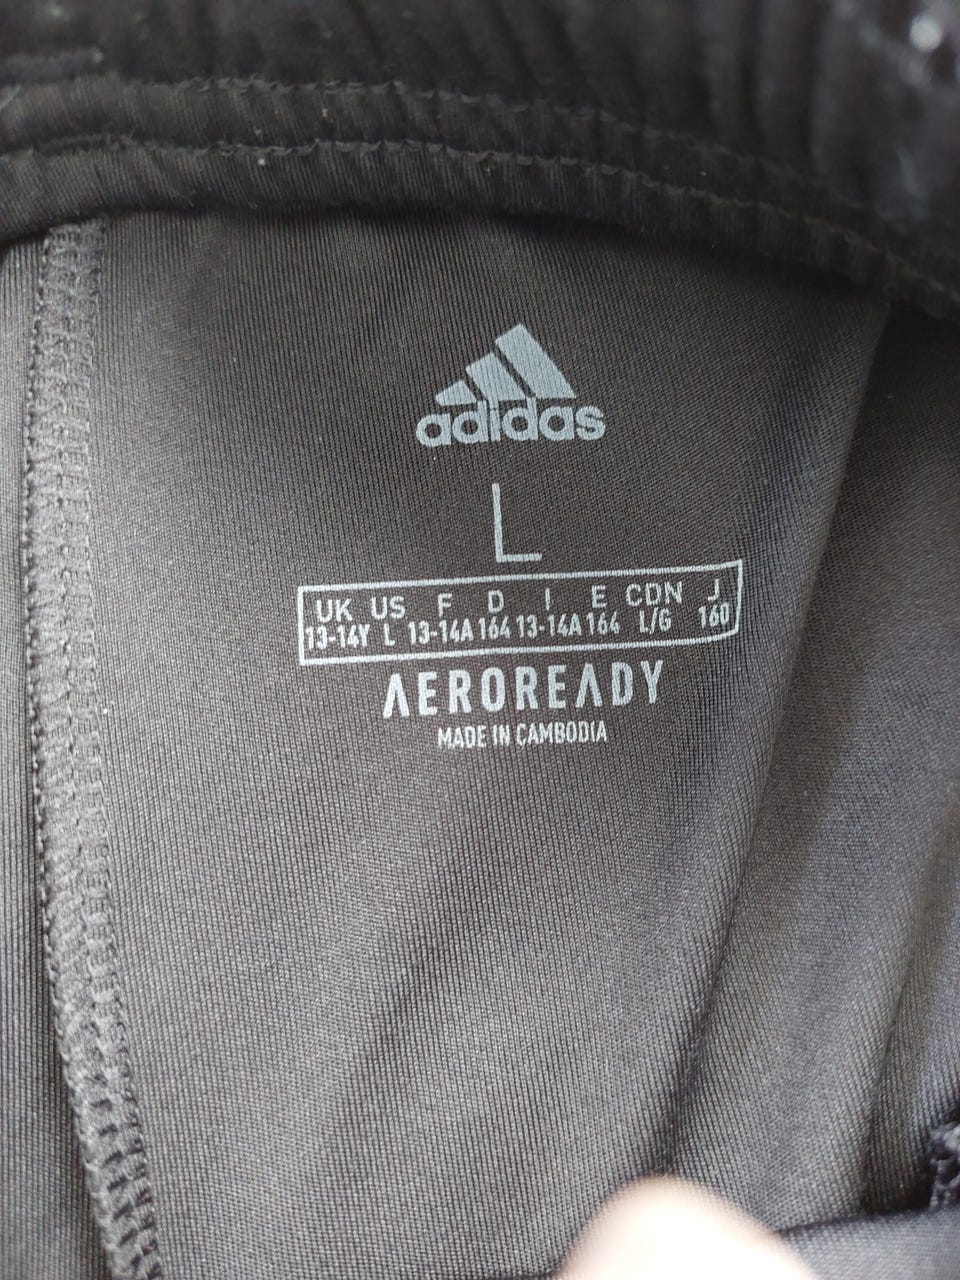 adidas
L
UK US F D I E CDN J
13-14Y L 13-14A 164 13-14A 164 L/G 160
AEROREADY
MADE IN CAMBODIA